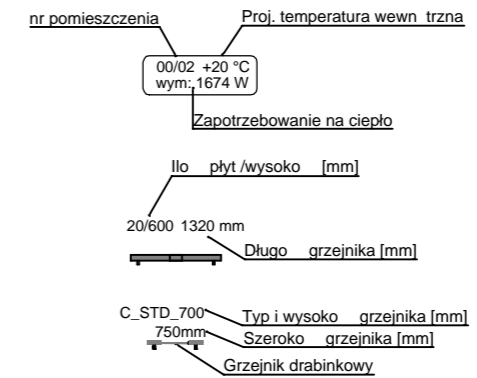 nr pomieszczenia
Proj. temperatura wewn trzna
00/02 +20 °C
wym: 1674 W
Zapotrzebowanie na ciepło
Ilo płyt /wysoko [mm]
20/600 1320 mm
Długo grzejnika [mm]
C_STD_700
Typ i wysoko grzejnika [mm]
750mm
Szeroko grzejnika [mm]
Grzejnik drabinkowy